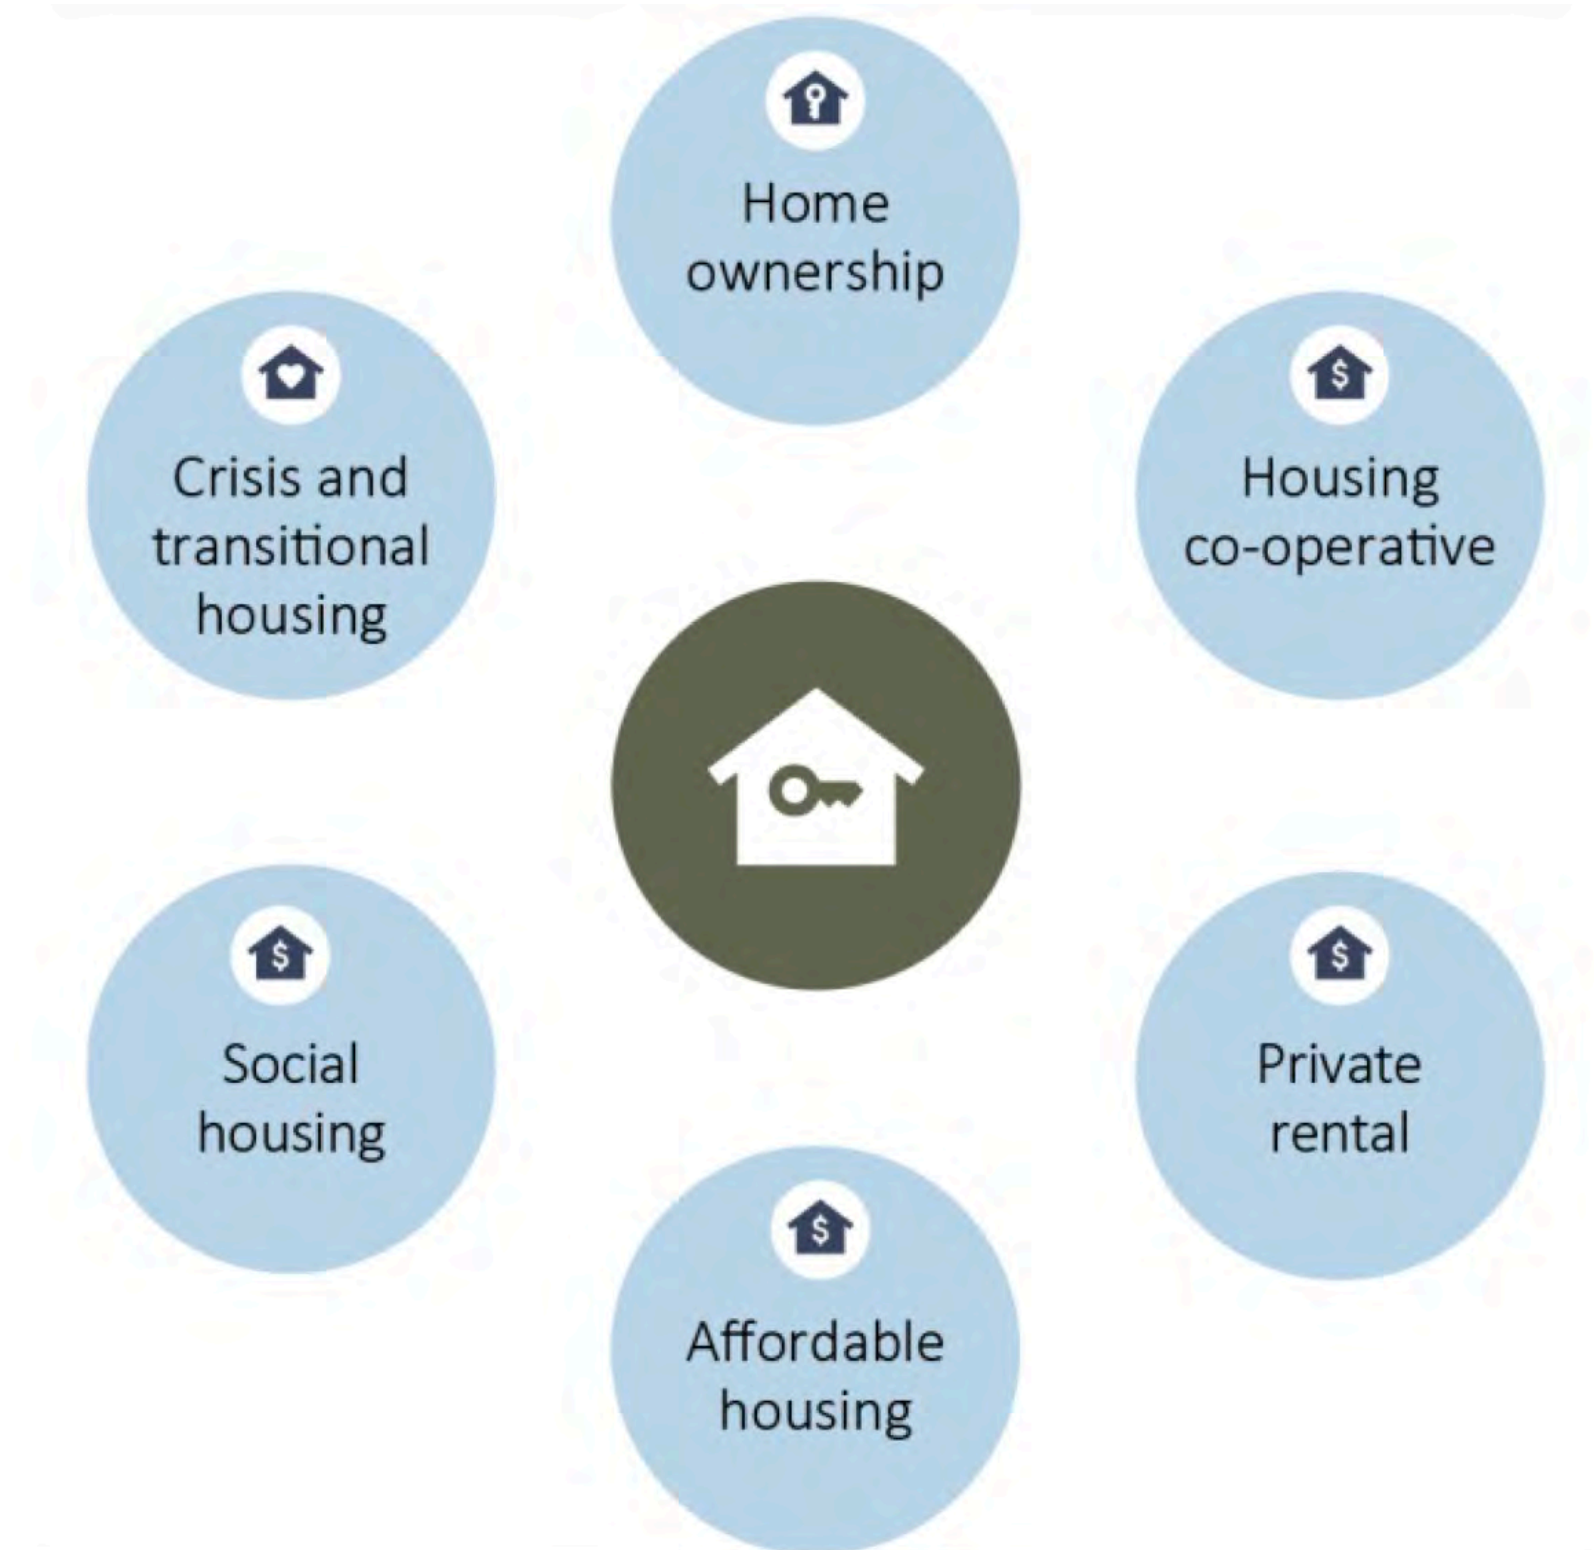 Home
ownership
Housing
co-operative
Private
rental
Affordable
housing
Social
housing
Crisis and
transitional
housing
$
$
$
$